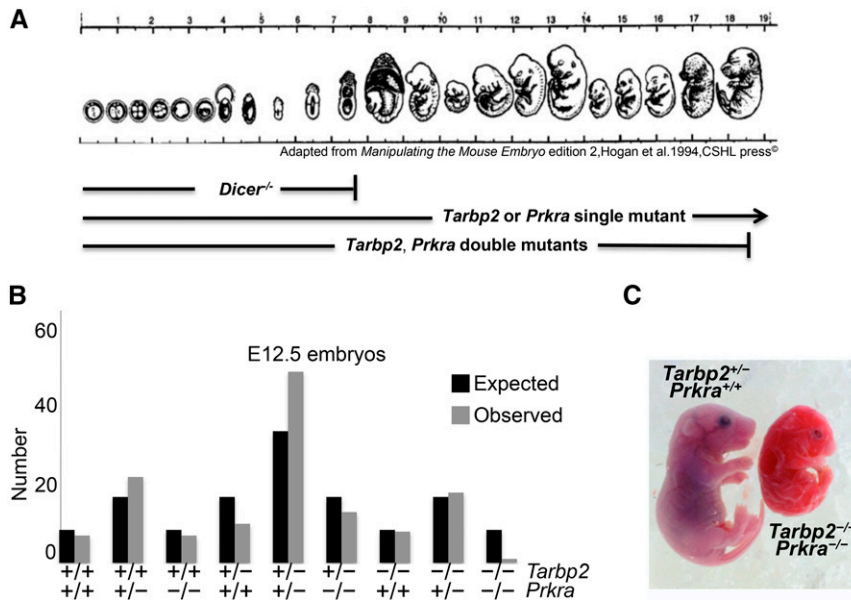 A
1 2 3 4 5 6 7 8 9 10 11 12 13 14 15 16 17 18 19
Adapted from Manipulating the Mouse Embryo edition 2,Hogan et al.1994,CSHL press©
Dicer-/-
Tarbp2 or Prkra single mutant
Tarbp2, Prkra double mutants
B
Number
60
40
20
0
E12.5 embryos
Expected
Observed
+/+ +/+ +/+ +/− +/− +/− −/− −/− −/− Tarbp2
+/+ +/− −/− +/+ +/− −/− +/+ +/− −/− Prkra
C
Tarbp2+/−
Prkra+/+
Tarbp2−/−
Prkra−/−